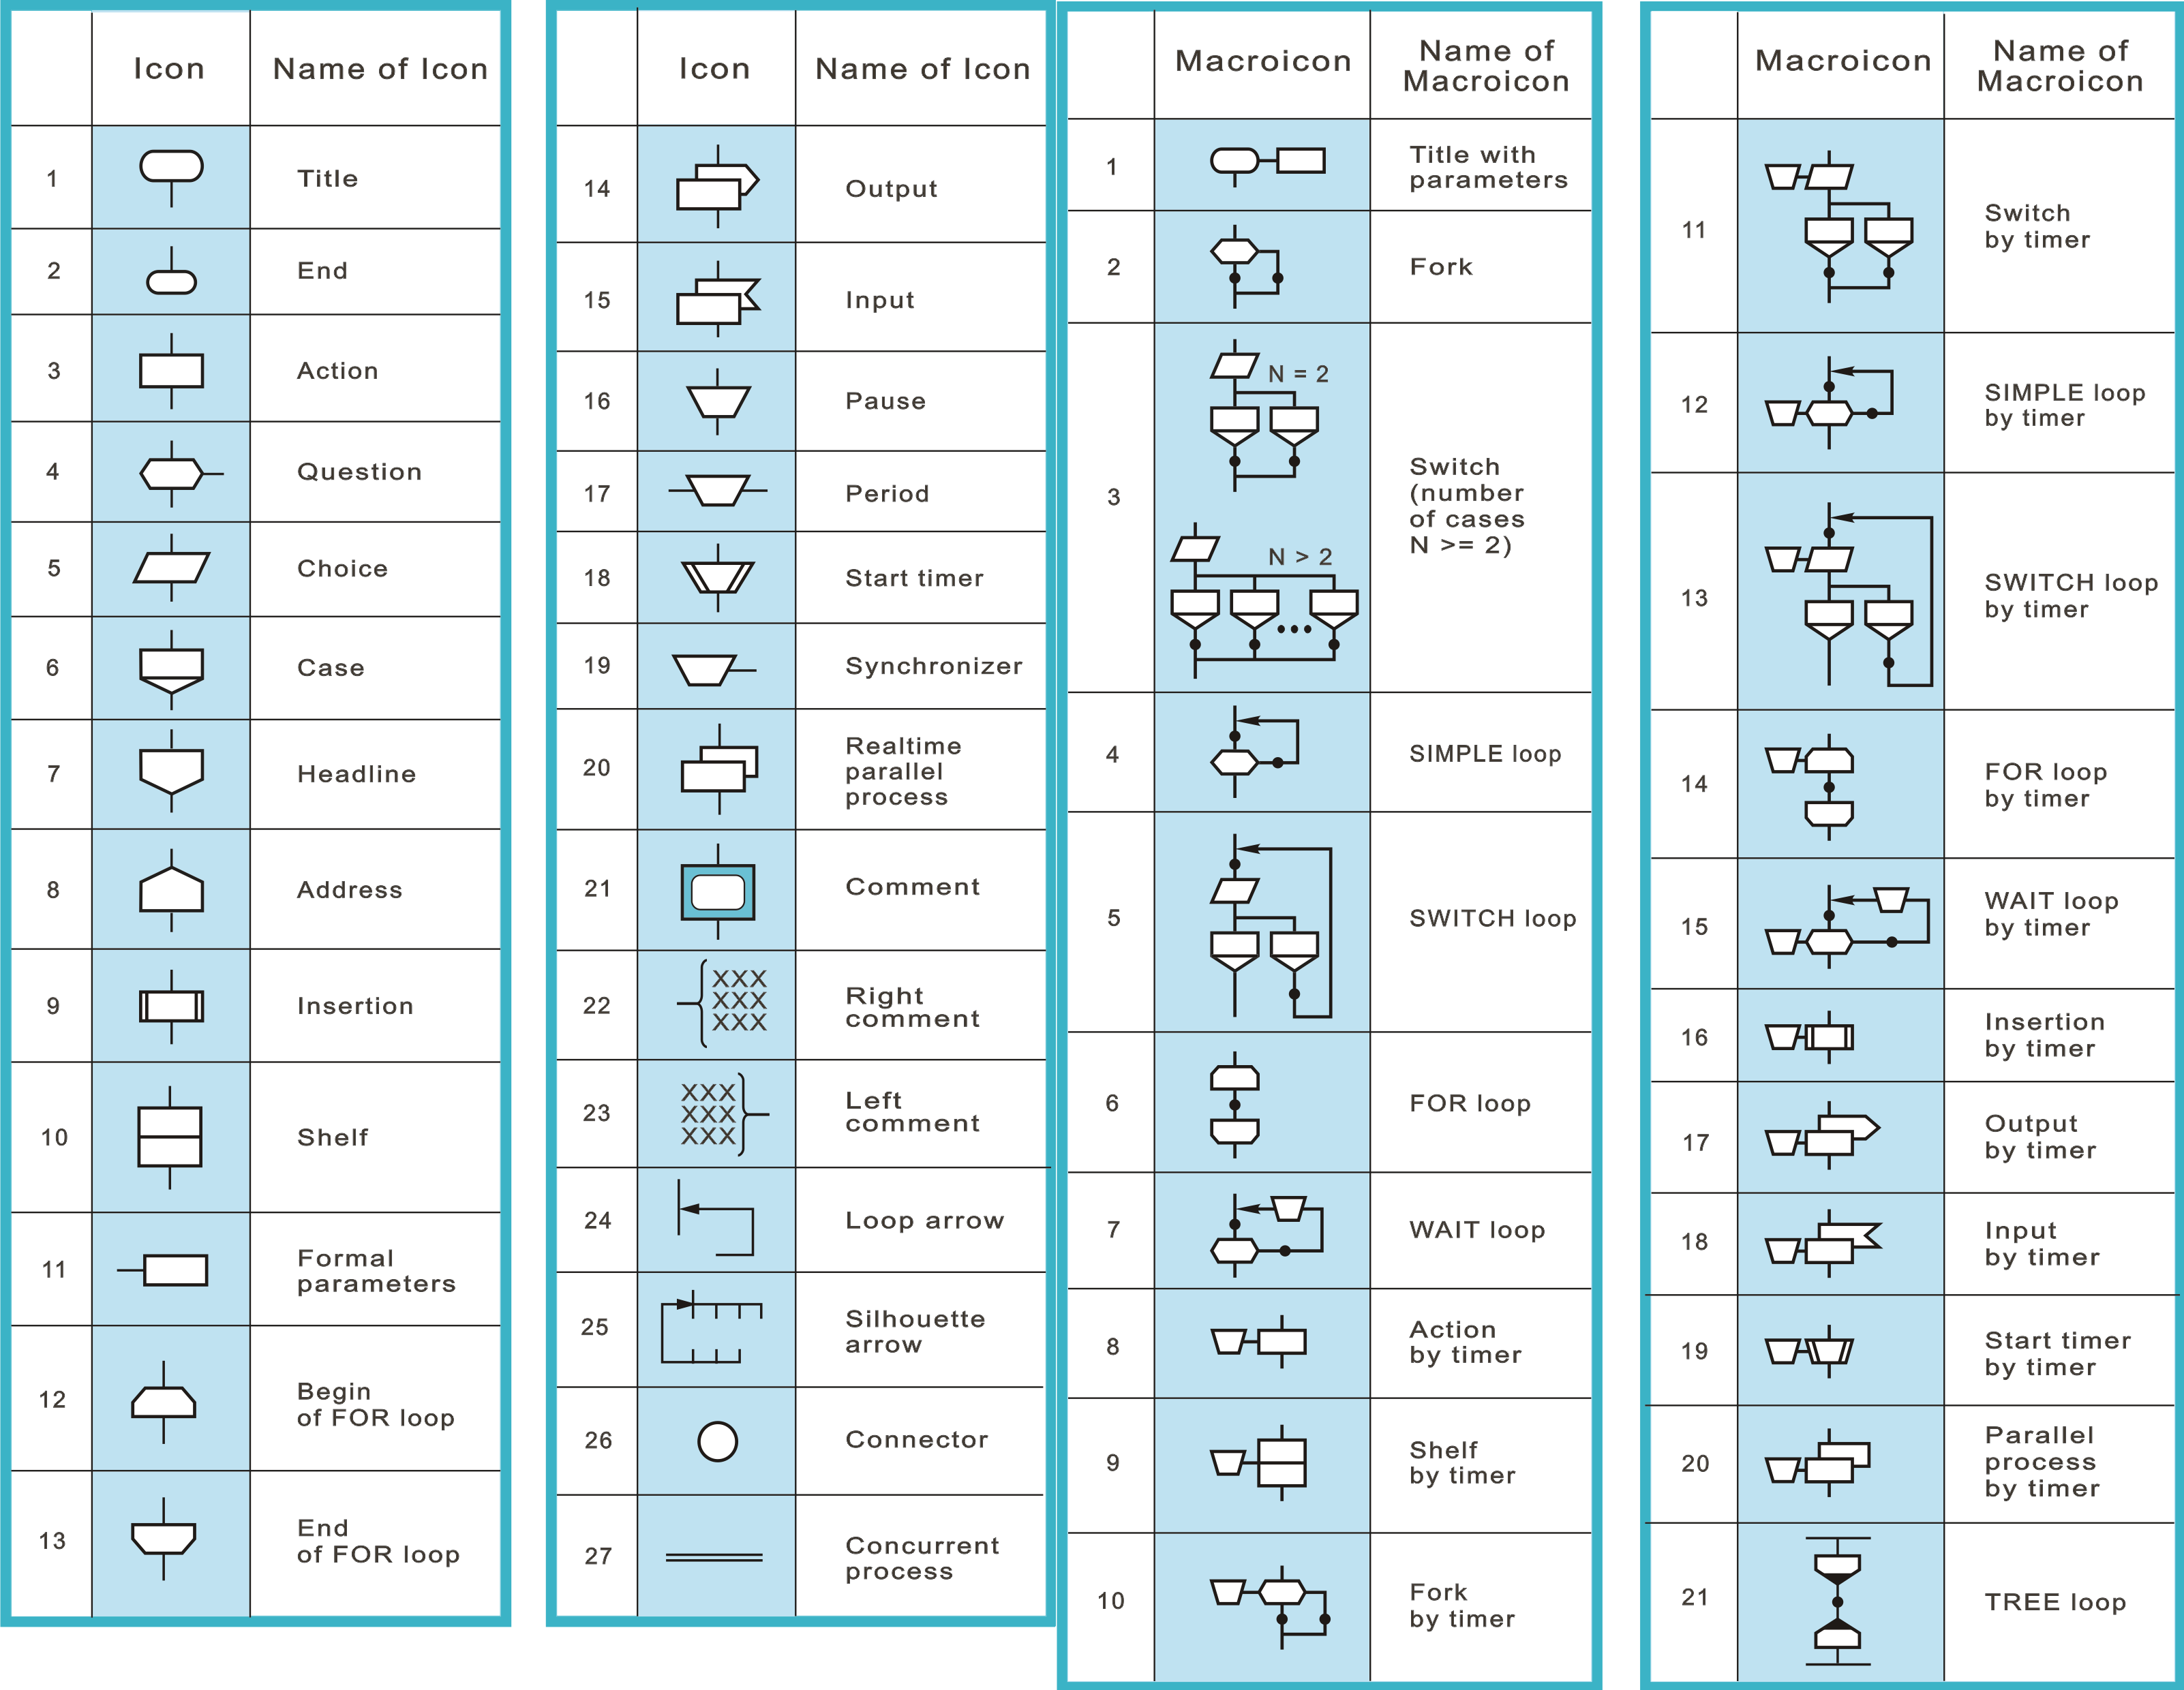 Icon
Name of Icon
1
Title
2
End
3
Action
4
Question
5
Choice
6
Case
7
Headline
8
Address
9
Insertion
10
Shelf
11
Formal
parameters
12
Begin
of FOR loop
13
End
of FOR loop
Icon
Name of Icon
14
Output
15
Input
16
Pause
17
Period
18
Start timer
19
Synchronizer
20
Realtime
parallel
process
21
Comment
22
XXX
XXX
XXX
Right
comment
23
XXX
XXX
XXX
Left
comment
24
Loop arrow
25
Silhouette
arrow
26
Connector
27
Concurrent
process
Macroicon
Name of
Macroicon
1
Title with
parameters
2
Fork
3
N = 2
N > 2
Switch
(number
of cases
N >= 2)
4
SIMPLE loop
5
SWITCH loop
6
FOR loop
7
WAIT loop
8
Action
by timer
9
Shelf
by timer
10
Fork
by timer
Macroicon
Name of
Macroicon
11
Switch
by timer
12
SIMPLE loop
by timer
13
SWITCH loop
by timer
14
FOR loop
by timer
15
WAIT loop
by timer
16
Insertion
by timer
17
Output
by timer
18
Input
by timer
19
Start timer
by timer
20
Parallel
process
by timer
21
TREE loop